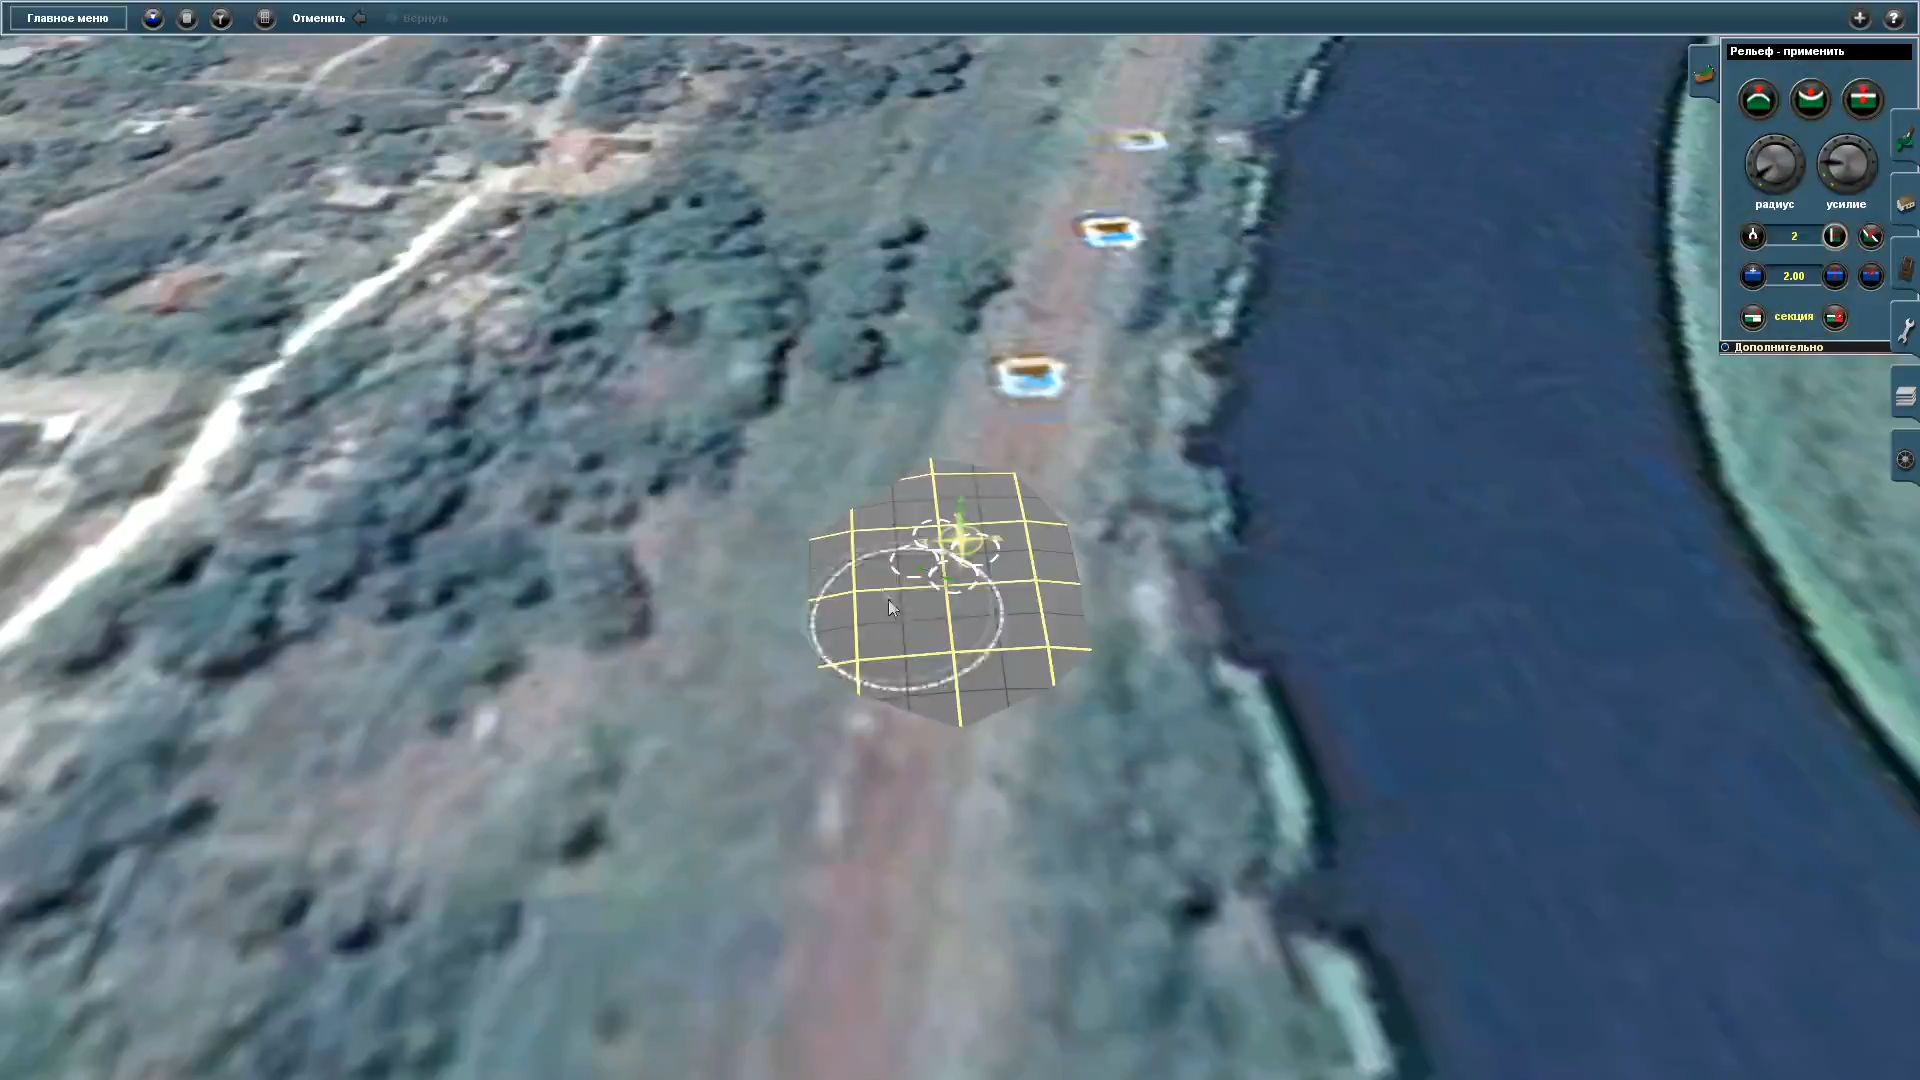 Главное меню
Отменить
Вернуть
Рельеф - применить
радиус
усилие
2
2.00
секция
Дополнительно